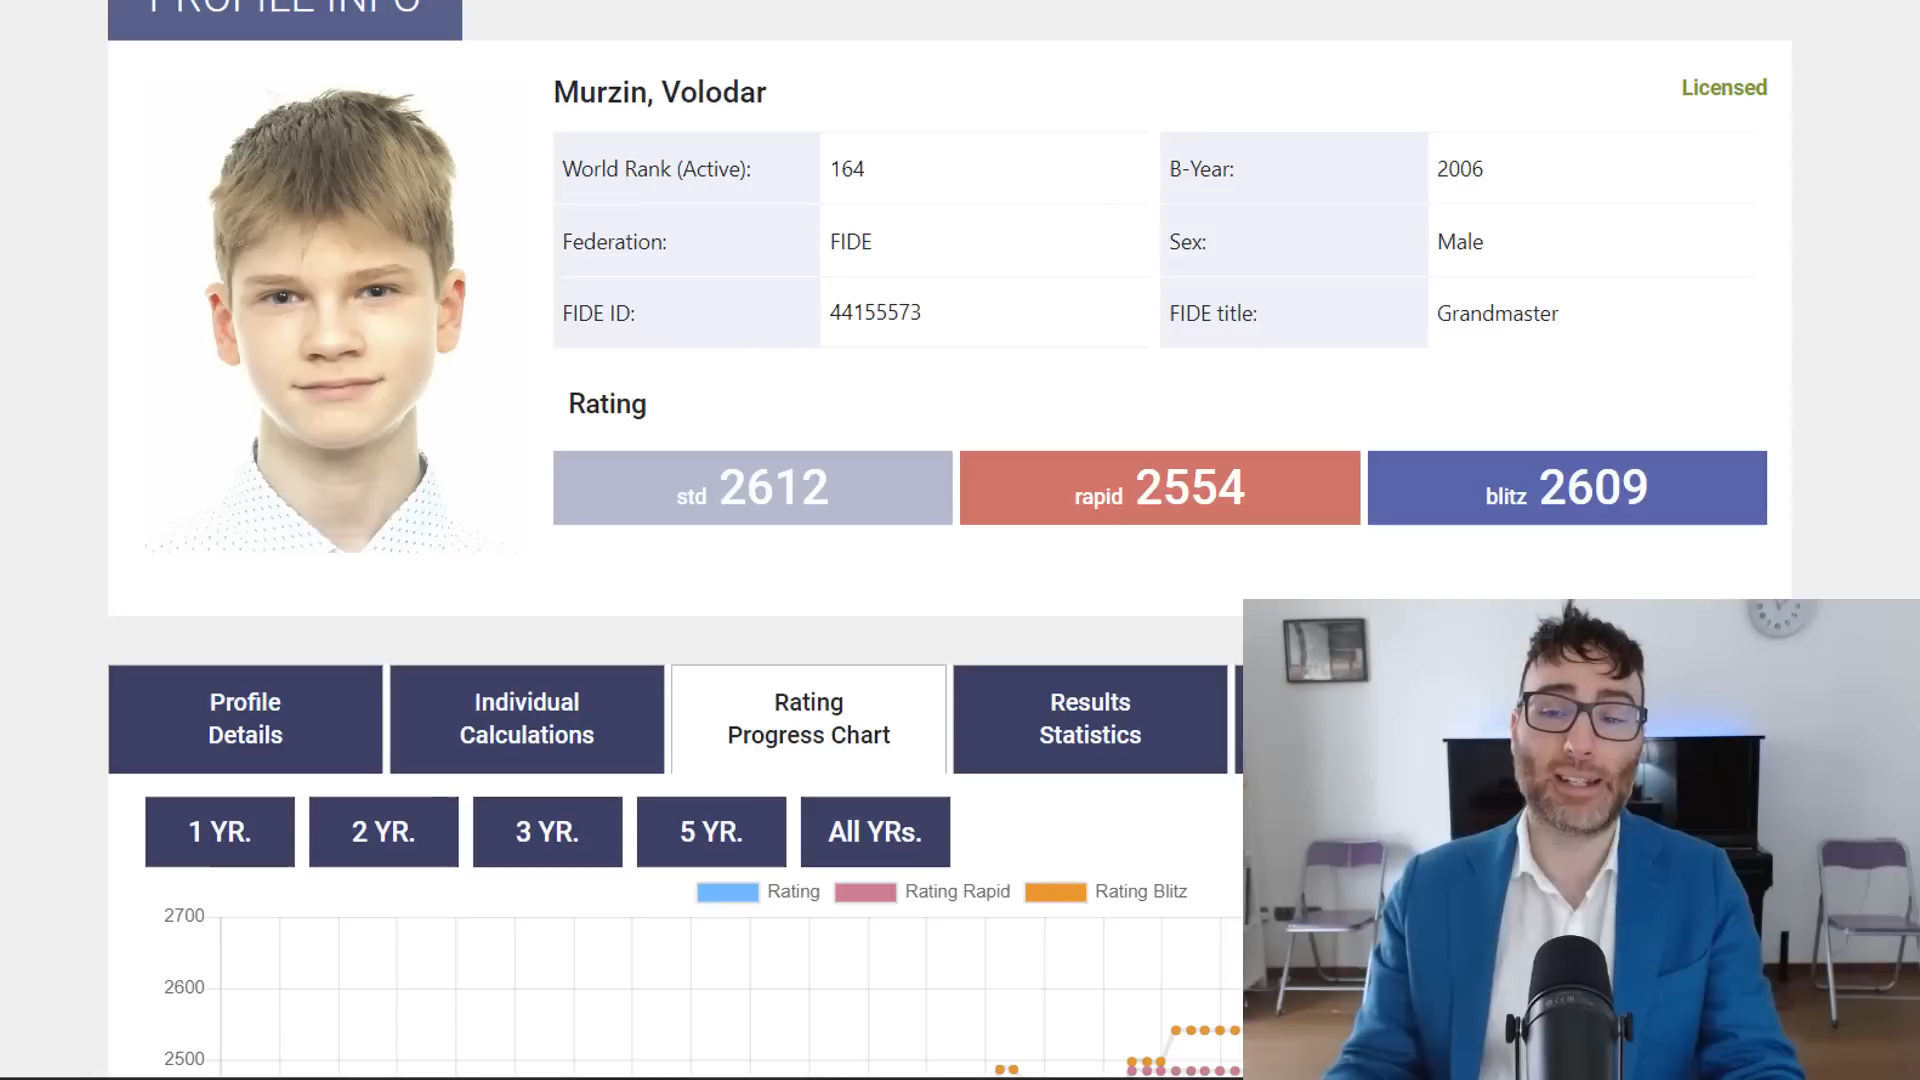 PROFILE INFO
Murzin, Volodar
Licensed
World Rank (Active): 164 B-Year: 2006
Federation: FIDE Sex: Male
FIDE ID: 44155573 FIDE title: Grandmaster
Rating
std 2612 rapid 2554 blitz 2609
Profile Details
Individual Calculations
Rating Progress Chart
Results Statistics
1 YR. 2 YR. 3 YR. 5 YR. All YRs.
Rating Rating Rapid Rating Blitz
2700
2600
2500